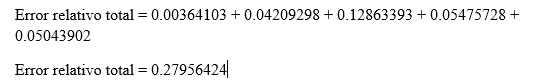 Error relativo total = 0.00364103 + 0.04209298 + 0.12863393 + 0.05475728 +
0.05043902
Error relativo total = 0.27956424